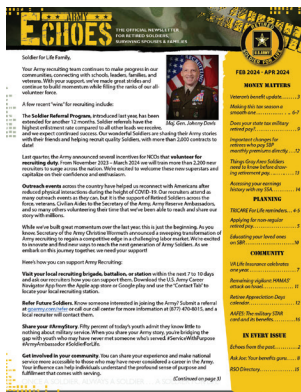 ARMY
ECHOES
THE OFFICIAL NEWSLETTER
FOR RETIRED SOLDIERS,
SURVIVING SPOUSES & FAMILIES
U.S. ARMY
FEB 2024 - APR 2024
Soldier for Life Family,
Your Army recruiting team continues to make progress in our
communities, connecting with schools, leaders, families, and
veterans. With your support, we've made great strides and
continue to build momentum while filling the ranks of our all-
volunteer force.
A few recent "wins" for recruiting include:
The Soldier Referral Program, introduced last year, has been
extended for another 12 months. Soldier referrals have the
highest enlistment rate compared to all other leads we receive,
and we expect continued success. Our wonderful Soldiers are sharing their Army stories
with their friends and helping recruit quality Soldiers, with more than 2,000 contracts to
date!
Maj. Gen. Johnny Davis
Last quarter, the Army announced several incentives for NCOs that volunteer for
recruiting duty. From November 2023 – March 2024 we will train more than 2,200 new
recruiters to surge across the nation. We're excited to welcome these new superstars and
capitalize on their confidence and enthusiasm.
Outreach events across the country have helped us reconnect with Americans after
reduced physical interactions during the height of COVID-19. Our recruiters attend as
many outreach events as they can, but it is the support of Retired Soldiers across the
force, veterans, Civilian Aides to the Secretary of the Army, Army Reserve Ambassadors,
and so many others volunteering their time that we've been able to reach and share our
story with millions.
While we've built great momentum over the last year, this is just the beginning. As you
know, Secretary of the Army Christine Wormuth announced a sweeping transformation of
Army recruiting to regain a competitive edge in a challenging labor market. We're excited
to innovate and find new ways to reach the next generation of Army Soldiers. As we
embark on this journey together, we need your support!
Here's how you can support Army Recruiting:
Visit your local recruiting brigade, battalion, or station within the next 7 to 10 days
and ask our recruiters how you can support them. Download the U.S. Army Career
Navigator App from the Apple app store or Google play and use the "Contact Tab" to
locate your local recruiting station.
Refer Future Soldiers. Know someone interested in joining the Army? Submit a referral
at goarmy.com/refer or call our call center for more information at (877) 470-8015, and a
local recruiter will contact them.
Share your #ArmyStory. Fifty percent of today's youth admit they know little to
nothing about military service. When you share your Army story, you're bridging the
gap with youth who may have never met someone who's served. #ServiceWithPurpose
#ArmyAmbassador #SoldierForLife.
Get involved in your community. You can share your experience and make national
service more accessible to those who may have never considered a career in the Army.
Your influence can help individuals understand the profound sense of purpose and
fulfillment that comes with serving.
(Continued on page 3)
MONEY MATTERS
Veteran's benefit update
Making this tax season a
smooth one 6-7
Does your state tax military
retired pay? 9
Important changes for
retirees who pay SBP
monthly premiums directly 12
Things Gray Area Soldiers
need to know before draw-
ing retirement pay 13
Accessing your earnings
history with my SSA 14
PLANNING
TRICARE For Life reminders
Applying for non-regular
retired pay
Educating your loved ones
on SBP
COMMUNITY
VA Life Insurance celebrates
one year 7
Remaining vigilant: HAMAS'
attack on Israel 11
Retiree Appreciation Days
calendar 13
AAFES: The military STAR
card and its benefits 16
IN EVERY ISSUE
Echoes from the past 2
Ask Joe: Your benefits guru 8
RSO Directory